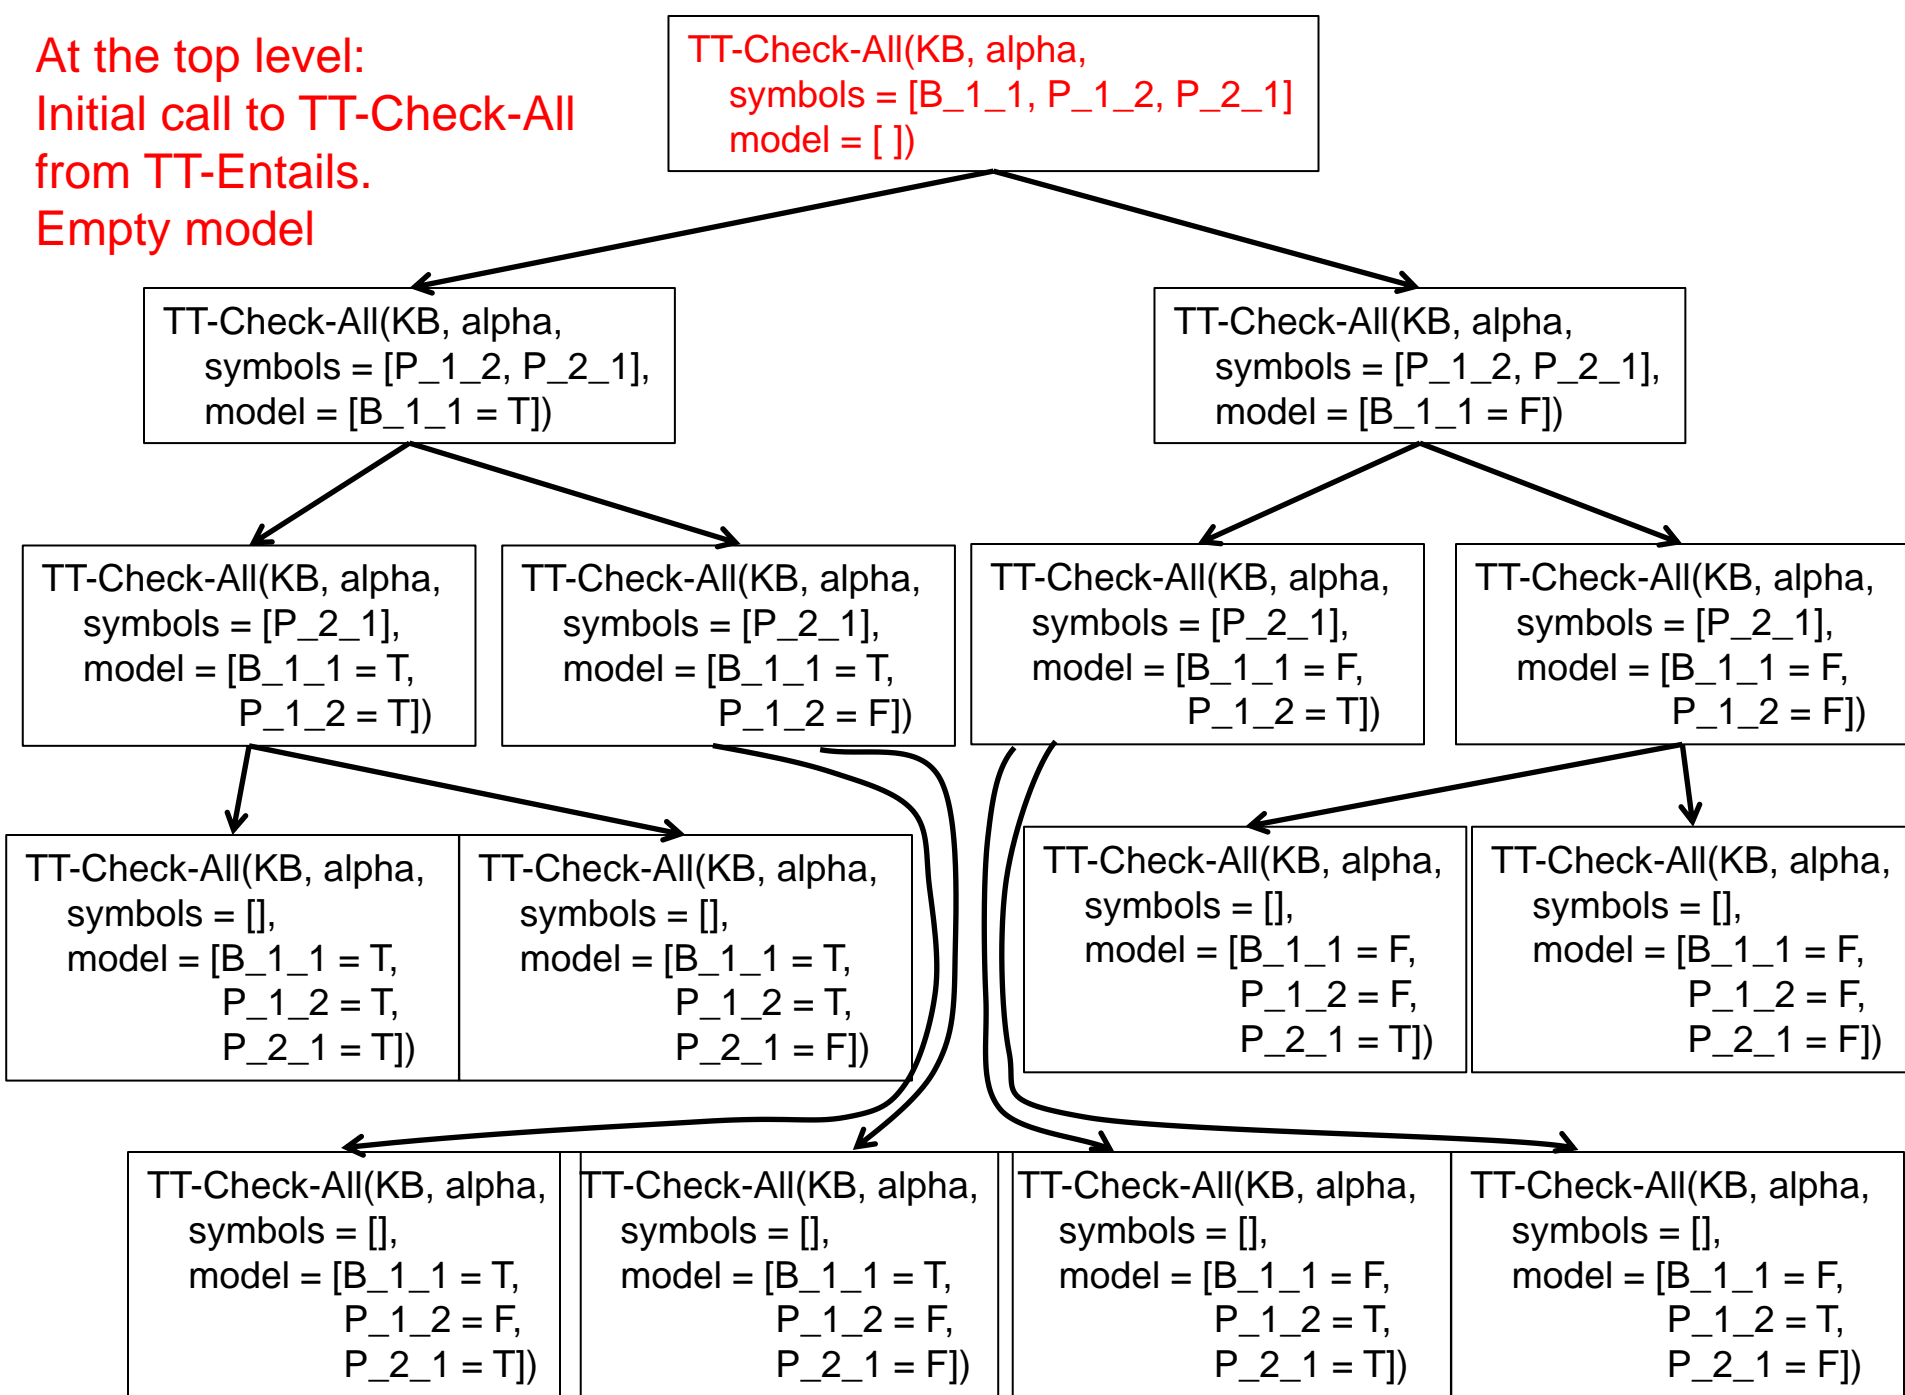 At the top level:
Initial call to TT-Check-All
from TT-Entails.
Empty model
TT-Check-All(KB, alpha,
symbols = [B_1_1, P_1_2, P_2_1]
model = [ ])
TT-Check-All(KB, alpha,
symbols = [P_1_2, P_2_1],
model = [B_1_1 = T])
TT-Check-All(KB, alpha,
symbols = [P_1_2, P_2_1],
model = [B_1_1 = F])
TT-Check-All(KB, alpha,
symbols = [P_2_1],
model = [B_1_1 = T,
P_1_2 = T])
TT-Check-All(KB, alpha,
symbols = [P_2_1],
model = [B_1_1 = T,
P_1_2 = F])
TT-Check-All(KB, alpha,
symbols = [P_2_1],
model = [B_1_1 = F,
P_1_2 = T])
TT-Check-All(KB, alpha,
symbols = [P_2_1],
model = [B_1_1 = F,
P_1_2 = F])
TT-Check-All(KB, alpha,
symbols = [],
model = [B_1_1 = T,
P_1_2 = T,
P_2_1 = T])
TT-Check-All(KB, alpha,
symbols = [],
model = [B_1_1 = T,
P_1_2 = T,
P_2_1 = F])
TT-Check-All(KB, alpha,
symbols = [],
model = [B_1_1 = F,
P_1_2 = F,
P_2_1 = T])
TT-Check-All(KB, alpha,
symbols = [],
model = [B_1_1 = F,
P_1_2 = F,
P_2_1 = F])
TT-Check-All(KB, alpha,
symbols = [],
model = [B_1_1 = T,
P_1_2 = F,
P_2_1 = T])
TT-Check-All(KB, alpha,
symbols = [],
model = [B_1_1 = T,
P_1_2 = F,
P_2_1 = F])
TT-Check-All(KB, alpha,
symbols = [],
model = [B_1_1 = F,
P_1_2 = T,
P_2_1 = T])
TT-Check-All(KB, alpha,
symbols = [],
model = [B_1_1 = F,
P_1_2 = T,
P_2_1 = F])